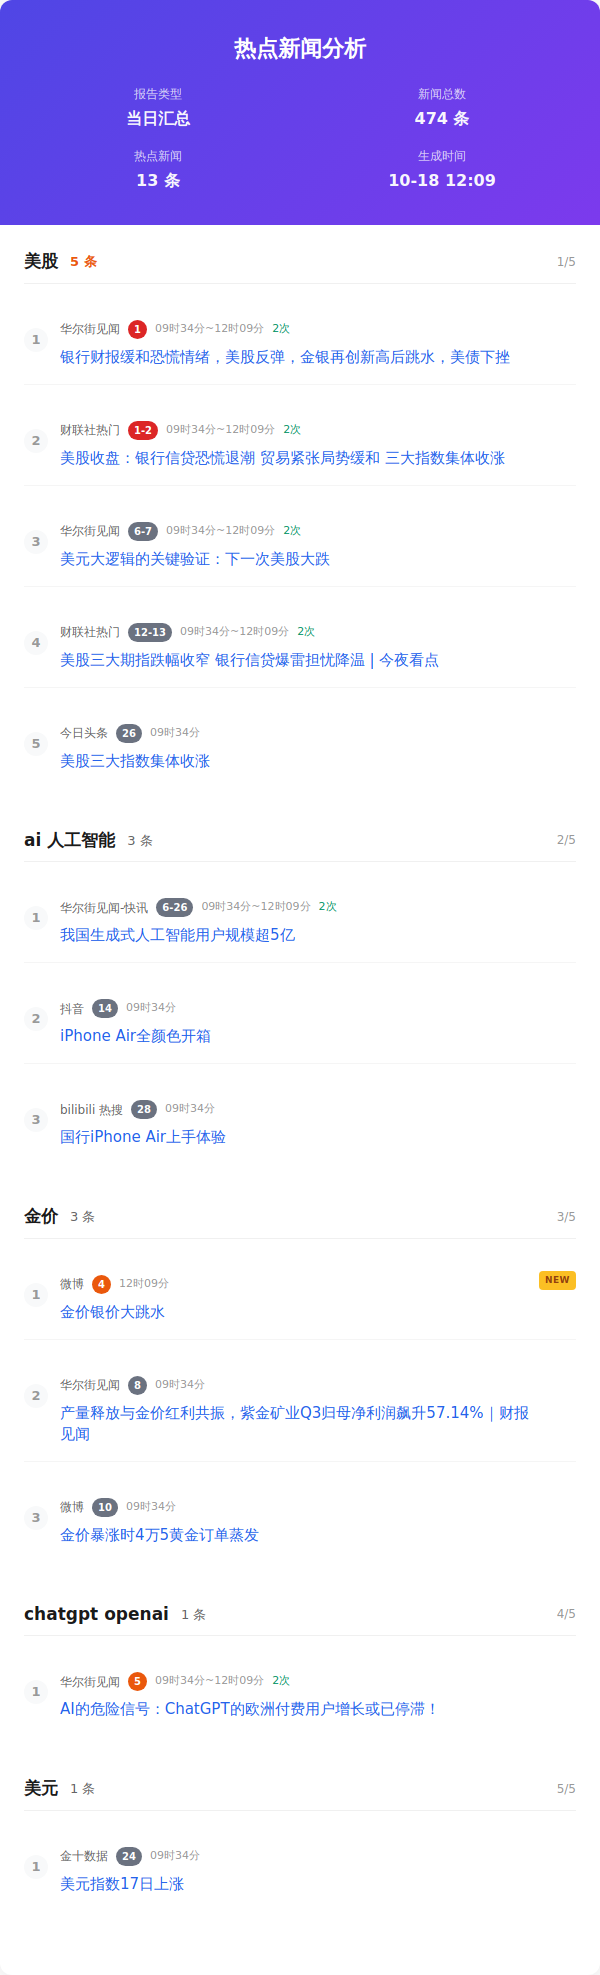 热点新闻分析
报告类型
新闻总数
当日汇总
474 条
热点新闻
生成时间
13 条
10-18 12:09
美股 5 条 1/5
1
华尔街见闻 1 09时34分~12时09分 2次
银行财报缓和恐慌情绪，美股反弹，金银再创新高后跳水，美债下挫
2
财联社热门 1-2 09时34分~12时09分 2次
美股收盘：银行信贷恐慌退潮 贸易紧张局势缓和 三大指数集体收涨
3
华尔街见闻 6-7 09时34分~12时09分 2次
美元大逻辑的关键验证：下一次美股大跌
4
财联社热门 12-13 09时34分~12时09分 2次
美股三大期指跌幅收窄 银行信贷爆雷担忧降温 | 今夜看点
5
今日头条 26 09时34分
美股三大指数集体收涨
ai 人工智能 3 条 2/5
1
华尔街见闻-快讯 6-26 09时34分~12时09分 2次
我国生成式人工智能用户规模超5亿
2
抖音 14 09时34分
iPhone Air全颜色开箱
3
bilibili 热搜 28 09时34分
国行iPhone Air上手体验
金价 3 条 3/5
1
微博 4 12时09分 NEW
金价银价大跳水
2
华尔街见闻 8 09时34分
产量释放与金价红利共振，紫金矿业Q3归母净利润飙升57.14%｜财报
见闻
3
微博 10 09时34分
金价暴涨时4万5黄金订单蒸发
chatgpt openai 1 条 4/5
1
华尔街见闻 5 09时34分~12时09分 2次
AI的危险信号：ChatGPT的欧洲付费用户增长或已停滞！
美元 1 条 5/5
1
金十数据 24 09时34分
美元指数17日上涨